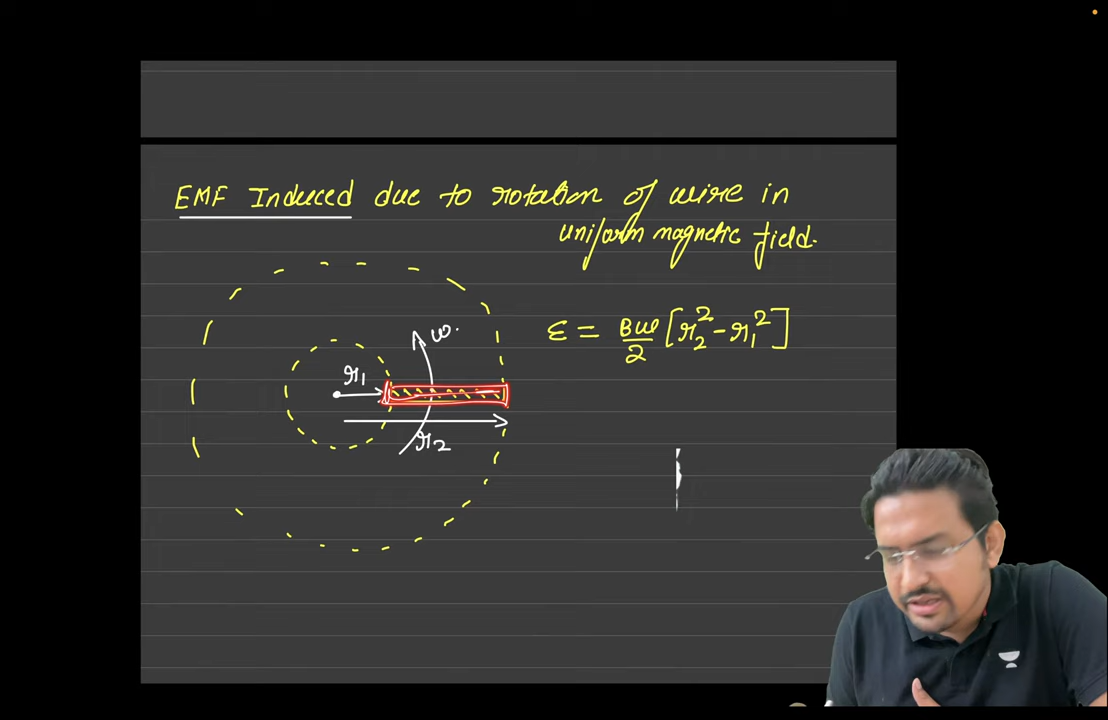 EMF Induced due to rotation of wire in
uniform magnetic field.
ω.
r₁
r₂
ε = Bω/2 [r₂² - r₁²]